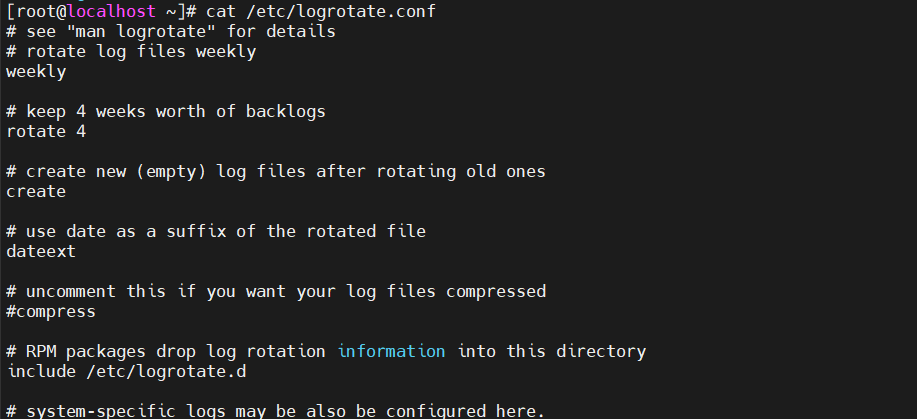 [root@localhost ~]# cat /etc/logrotate.conf
# see "man logrotate" for details
# rotate log files weekly
weekly
# keep 4 weeks worth of backlogs
rotate 4
# create new (empty) log files after rotating old ones
create
# use date as a suffix of the rotated file
dateext
# uncomment this if you want your log files compressed
#compress
# RPM packages drop log rotation information into this directory
include /etc/logrotate.d
# system-specific logs may be also be configured here.